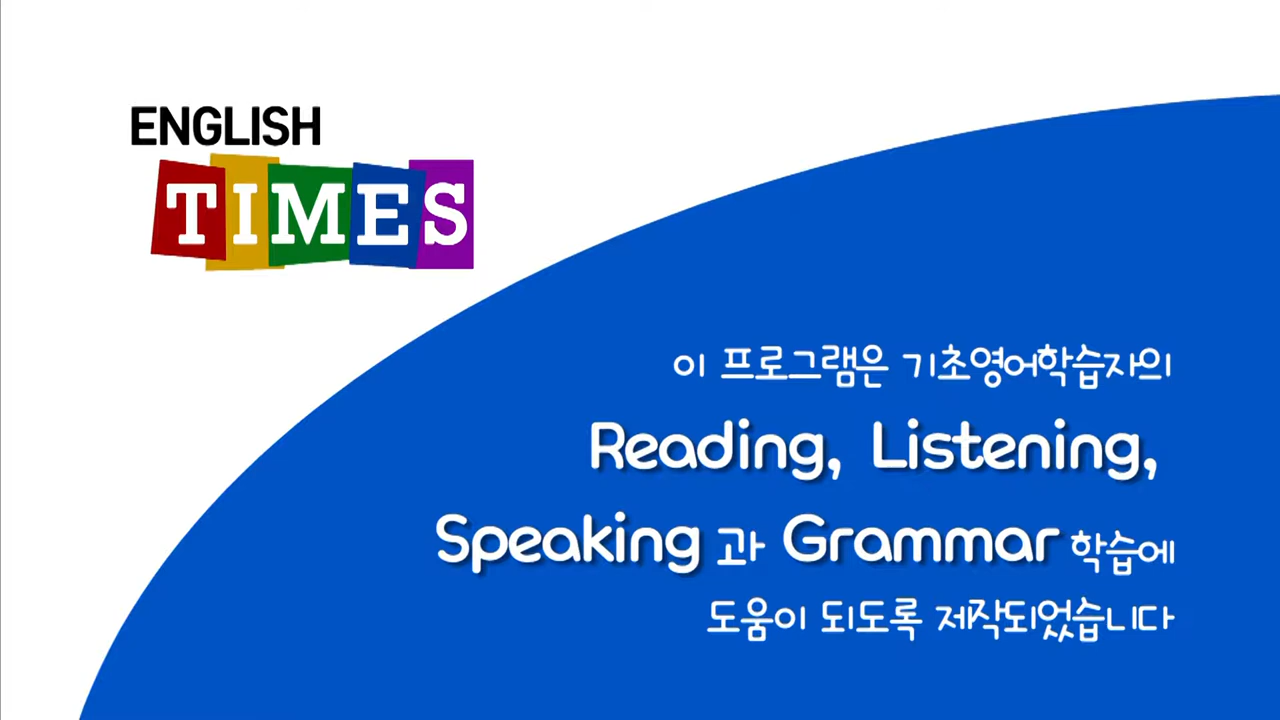 ENGLISH
TIMES
이 프로그램은 기초영어학습자의
Reading, Listening,
Speaking 과 Grammar 학습에
도움이 되도록 제작되었습니다